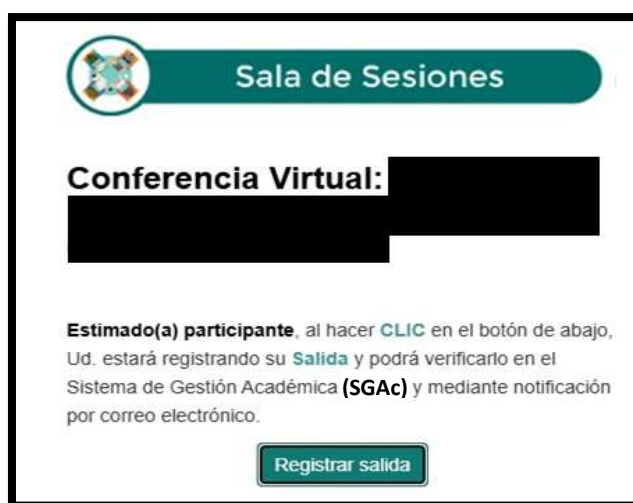 Sala de Sesiones
Conferencia Virtual:
Estimado(a) participante, al hacer CLIC en el botón de abajo,
Ud. estará registrando su Salida y podrá verificarlo en el
Sistema de Gestión Académica (SGAc) y mediante notificación
por correo electrónico.
Registrar salida